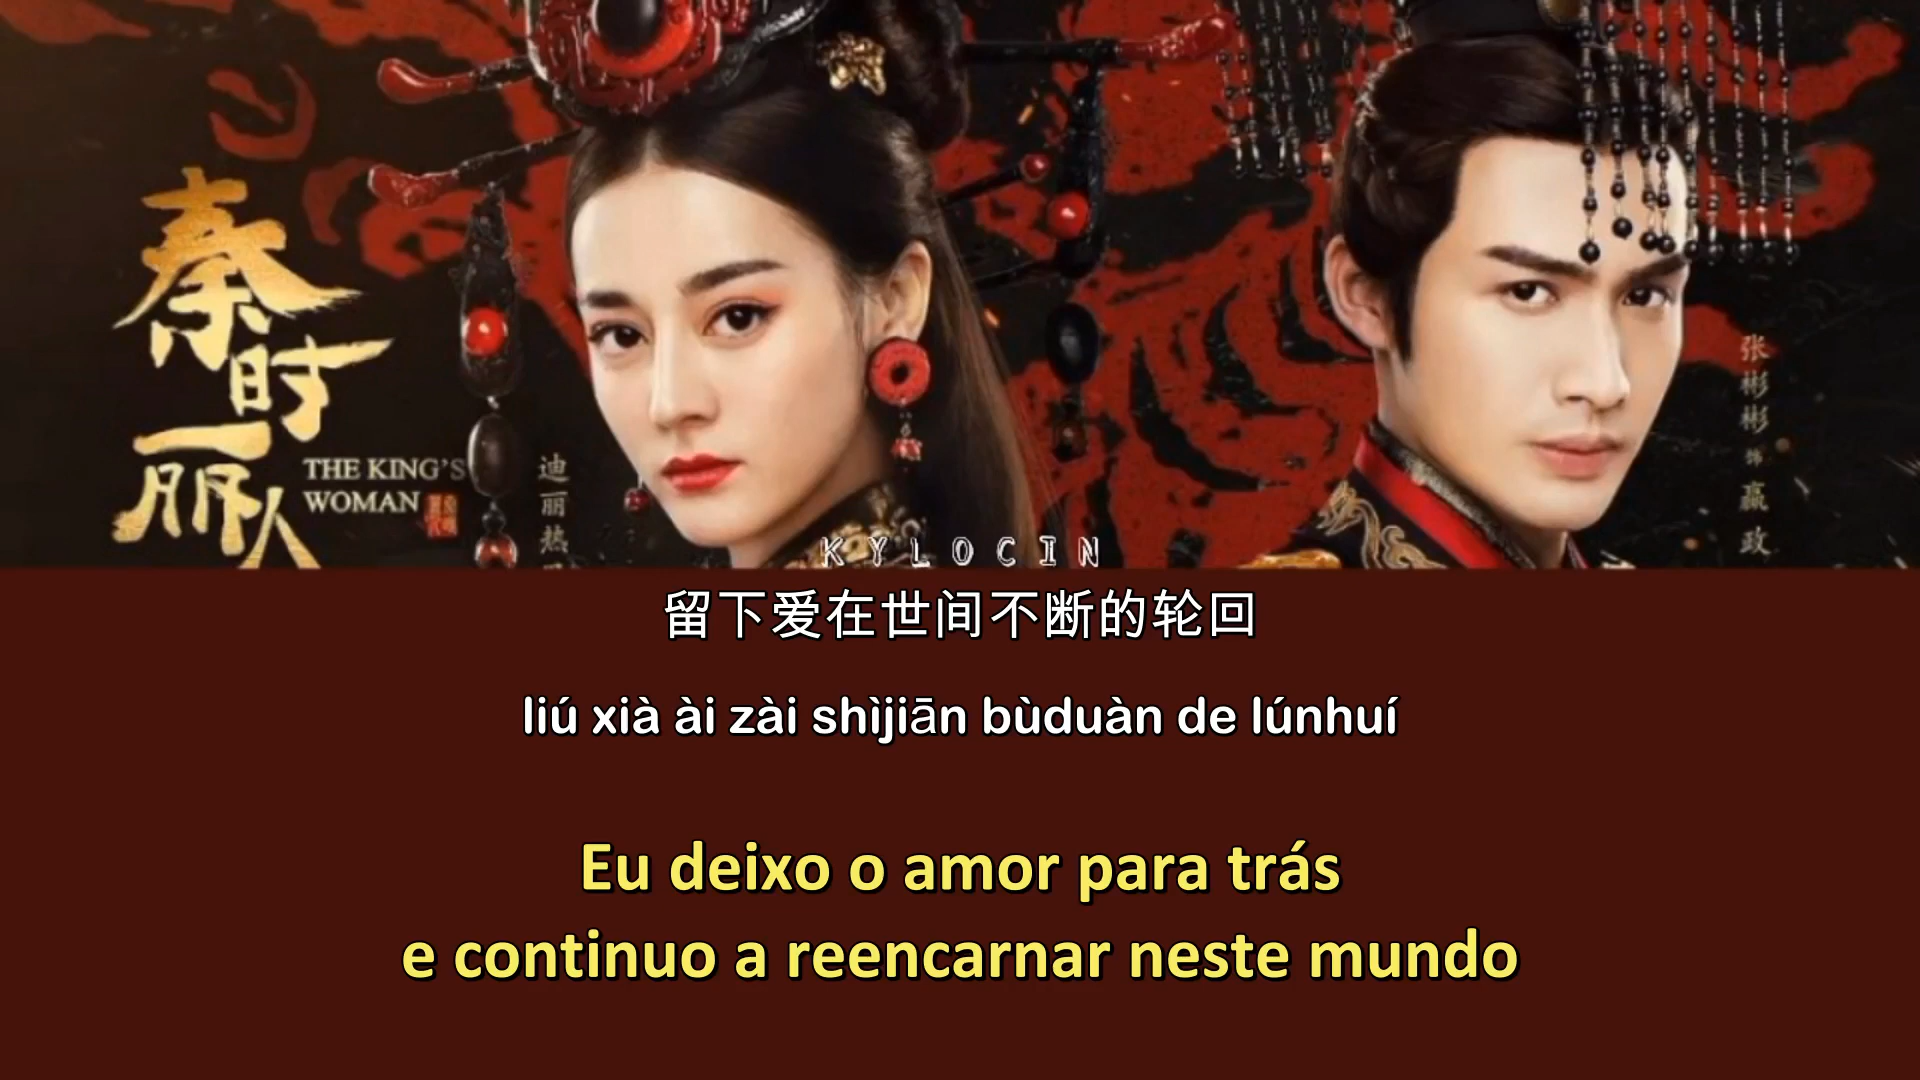 秦时
丽人
THE KING'S
WOMAN
迪丽热
张彬彬 饰 嬴政
KYLOCIN
留下爱在世间不断的轮回
liú xià ài zài shìjiān bùduàn de lúnhuí
Eu deixo o amor para trás
e continuo a reencarnar neste mundo